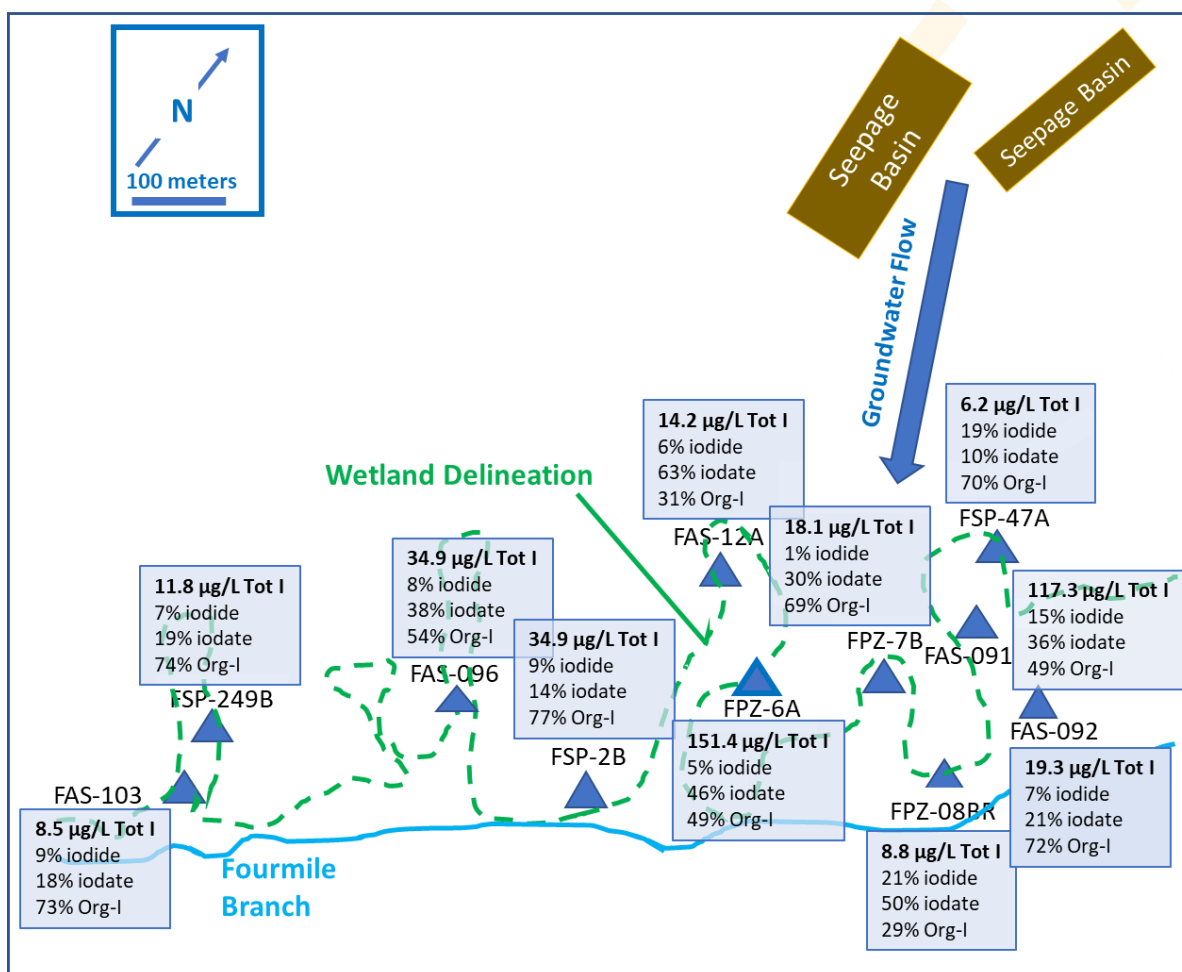 N
100 meters
Seepage
Basin
Seepage Basin
Groundwater Flow
Wetland Delineation
14.2 µg/L Tot I
6% iodide
63% iodate
31% Org-I
FAS-12A
6.2 µg/L Tot I
19% iodide
10% iodate
70% Org-I
FSP-47A
18.1 µg/L Tot I
1% iodide
30% iodate
69% Org-I
FPZ-7B
34.9 µg/L Tot I
8% iodide
38% iodate
54% Org-I
FAS-096
11.8 µg/L Tot I
7% iodide
19% iodate
74% Org-I
FSP-249B
34.9 µg/L Tot I
9% iodide
14% iodate
77% Org-I
FSP-2B
117.3 µg/L Tot I
15% iodide
36% iodate
49% Org-I
FAS-091
FPZ-6A
151.4 µg/L Tot I
5% iodide
46% iodate
49% Org-I
FAS-092
19.3 µg/L Tot I
7% iodide
21% iodate
72% Org-I
FAS-103
8.5 µg/L Tot I
9% iodide
18% iodate
73% Org-I
FPZ-08BR
8.8 µg/L Tot I
21% iodide
50% iodate
29% Org-I
Fourmile
Branch